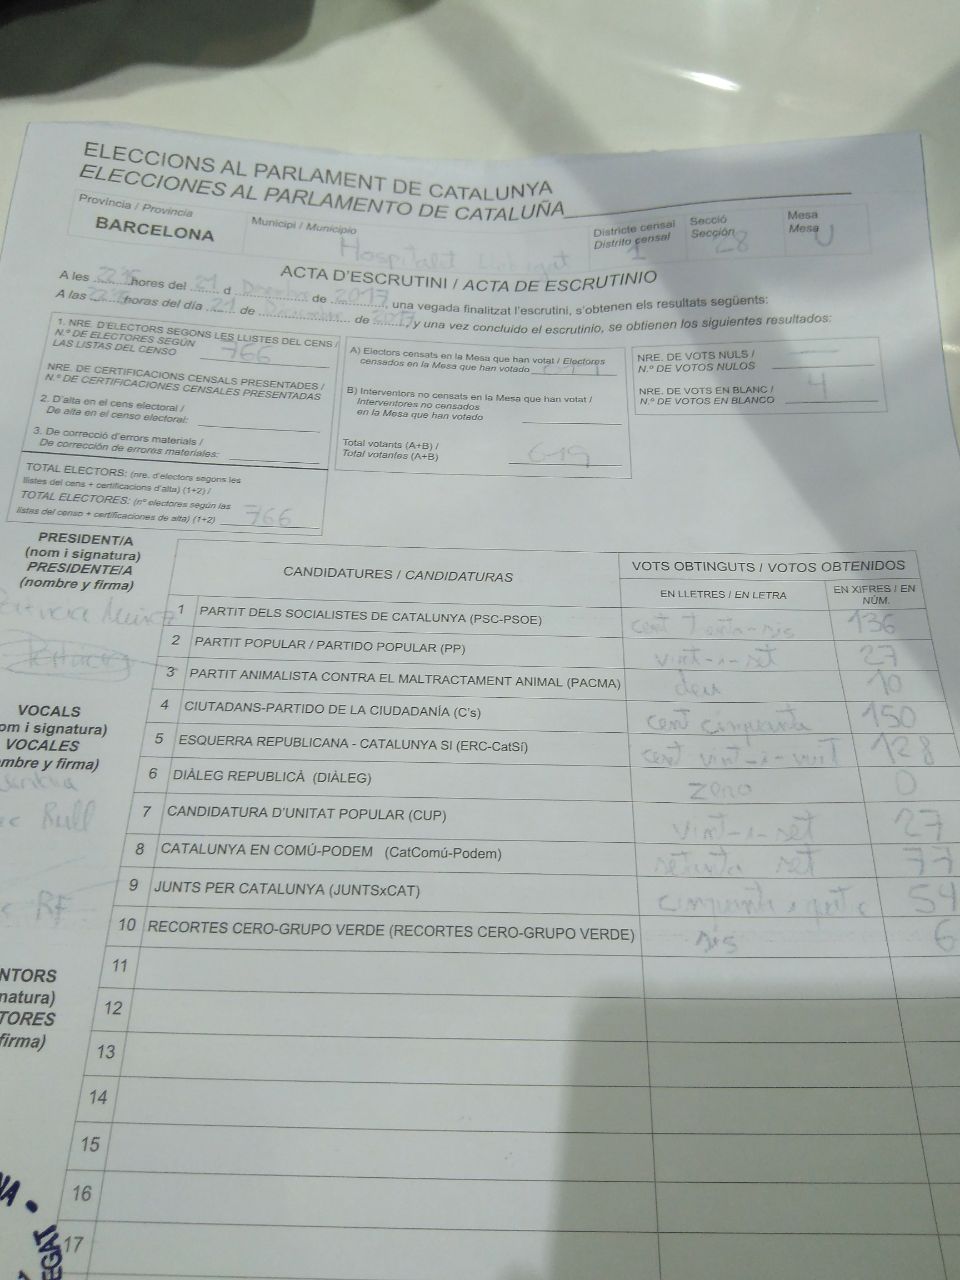 ELECCIONS AL PARLAMENT DE CATALUNYA
ELECCIONES AL PARLAMENTO DE CATALUÑA
Província / Provincia
BARCELONA
Municipi / Municipio
Hospitalet Llobregat
Districte censal
Distrito censal
1
Secció
Sección
28
Mesa
Mesa
U
ACTA D'ESCRUTINI / ACTA DE ESCRUTINIO
A les hores del 21 d Desembre de 2017, una vegada finalitzat l'escrutini, s'obtenen els resultats següents:
A las horas del día 21 de de 2017, y una vez concluido el escrutinio, se obtienen los siguientes resultados:
1. NRE. D'ELECTORS SEGONS LES LLISTES DEL CENS /
N.º DE ELECTORES SEGÚN
LAS LISTAS DEL CENSO 766
NRE. DE CERTIFICACIONS CENSALS PRESENTADES /
N.º DE CERTIFICACIONES CENSALES PRESENTADAS
2. D'alta en el cens electoral /
De alta en el censo electoral:
3. De correcció d'errors materials /
De corrección de errores materiales:
TOTAL ELECTORS: (nre. d'electors segons les
llistes del cens + certificacions d'alta) (1+2) /
TOTAL ELECTORES: (nº electores según las
listas del censo + certificaciones de alta) (1+2) 766
A) Electors censats en la Mesa que han votat / Electores
censados en la Mesa que han votado
B) Interventors no censats en la Mesa que han votat /
Interventores no censados
en la Mesa que han votado
Total votants (A+B) /
Total votantes (A+B) 619
NRE. DE VOTS NULS /
N.º DE VOTOS NULOS
NRE. DE VOTS EN BLANC /
N.º DE VOTOS EN BLANCO 4
PRESIDENT/A
(nom i signatura)
PRESIDENTE/A
(nombre y firma)
VOCALS
om i signatura)
VOCALES
mbre y firma)
Rull
RF
NTORS
natura)
TORES
firma)
CANDIDATURES / CANDIDATURAS
VOTS OBTINGUTS / VOTOS OBTENIDOS
EN LLETRES / EN LETRA
EN XIFRES / EN NÚM.
1 PARTIT DELS SOCIALISTES DE CATALUNYA (PSC-PSOE) cent trenta-sis 136
2 PARTIT POPULAR / PARTIDO POPULAR (PP) vint-i-set 27
3 PARTIT ANIMALISTA CONTRA EL MALTRACTAMENT ANIMAL (PACMA) deu 10
4 CIUTADANS-PARTIDO DE LA CIUDADANÍA (C's) cent cinquanta 150
5 ESQUERRA REPUBLICANA - CATALUNYA SI (ERC-CatSí) cent vint-i-vuit 128
6 DIÀLEG REPUBLICÀ (DIÀLEG) zero 0
7 CANDIDATURA D'UNITAT POPULAR (CUP) vint-i-set 27
8 CATALUNYA EN COMÚ-PODEM (CatComú-Podem) setanta set 77
9 JUNTS PER CATALUNYA (JUNTSxCAT) cinquanta i 54
10 RECORTES CERO-GRUPO VERDE (RECORTES CERO-GRUPO VERDE) sis 6
11
12
13
14
15
16
17